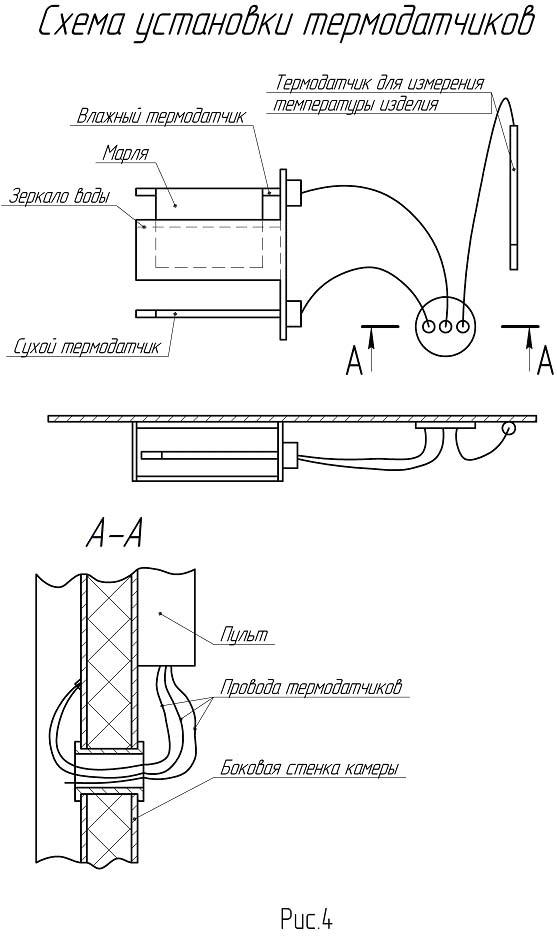 Схема установки термодатчиков
Термодатчик для измерения
температуры изделия
Влажный термодатчик
Марля
Зеркало воды
Сухой термодатчик
А А
А-А
Пульт
Провода термодатчиков
Боковая стенка камеры
Рис.4